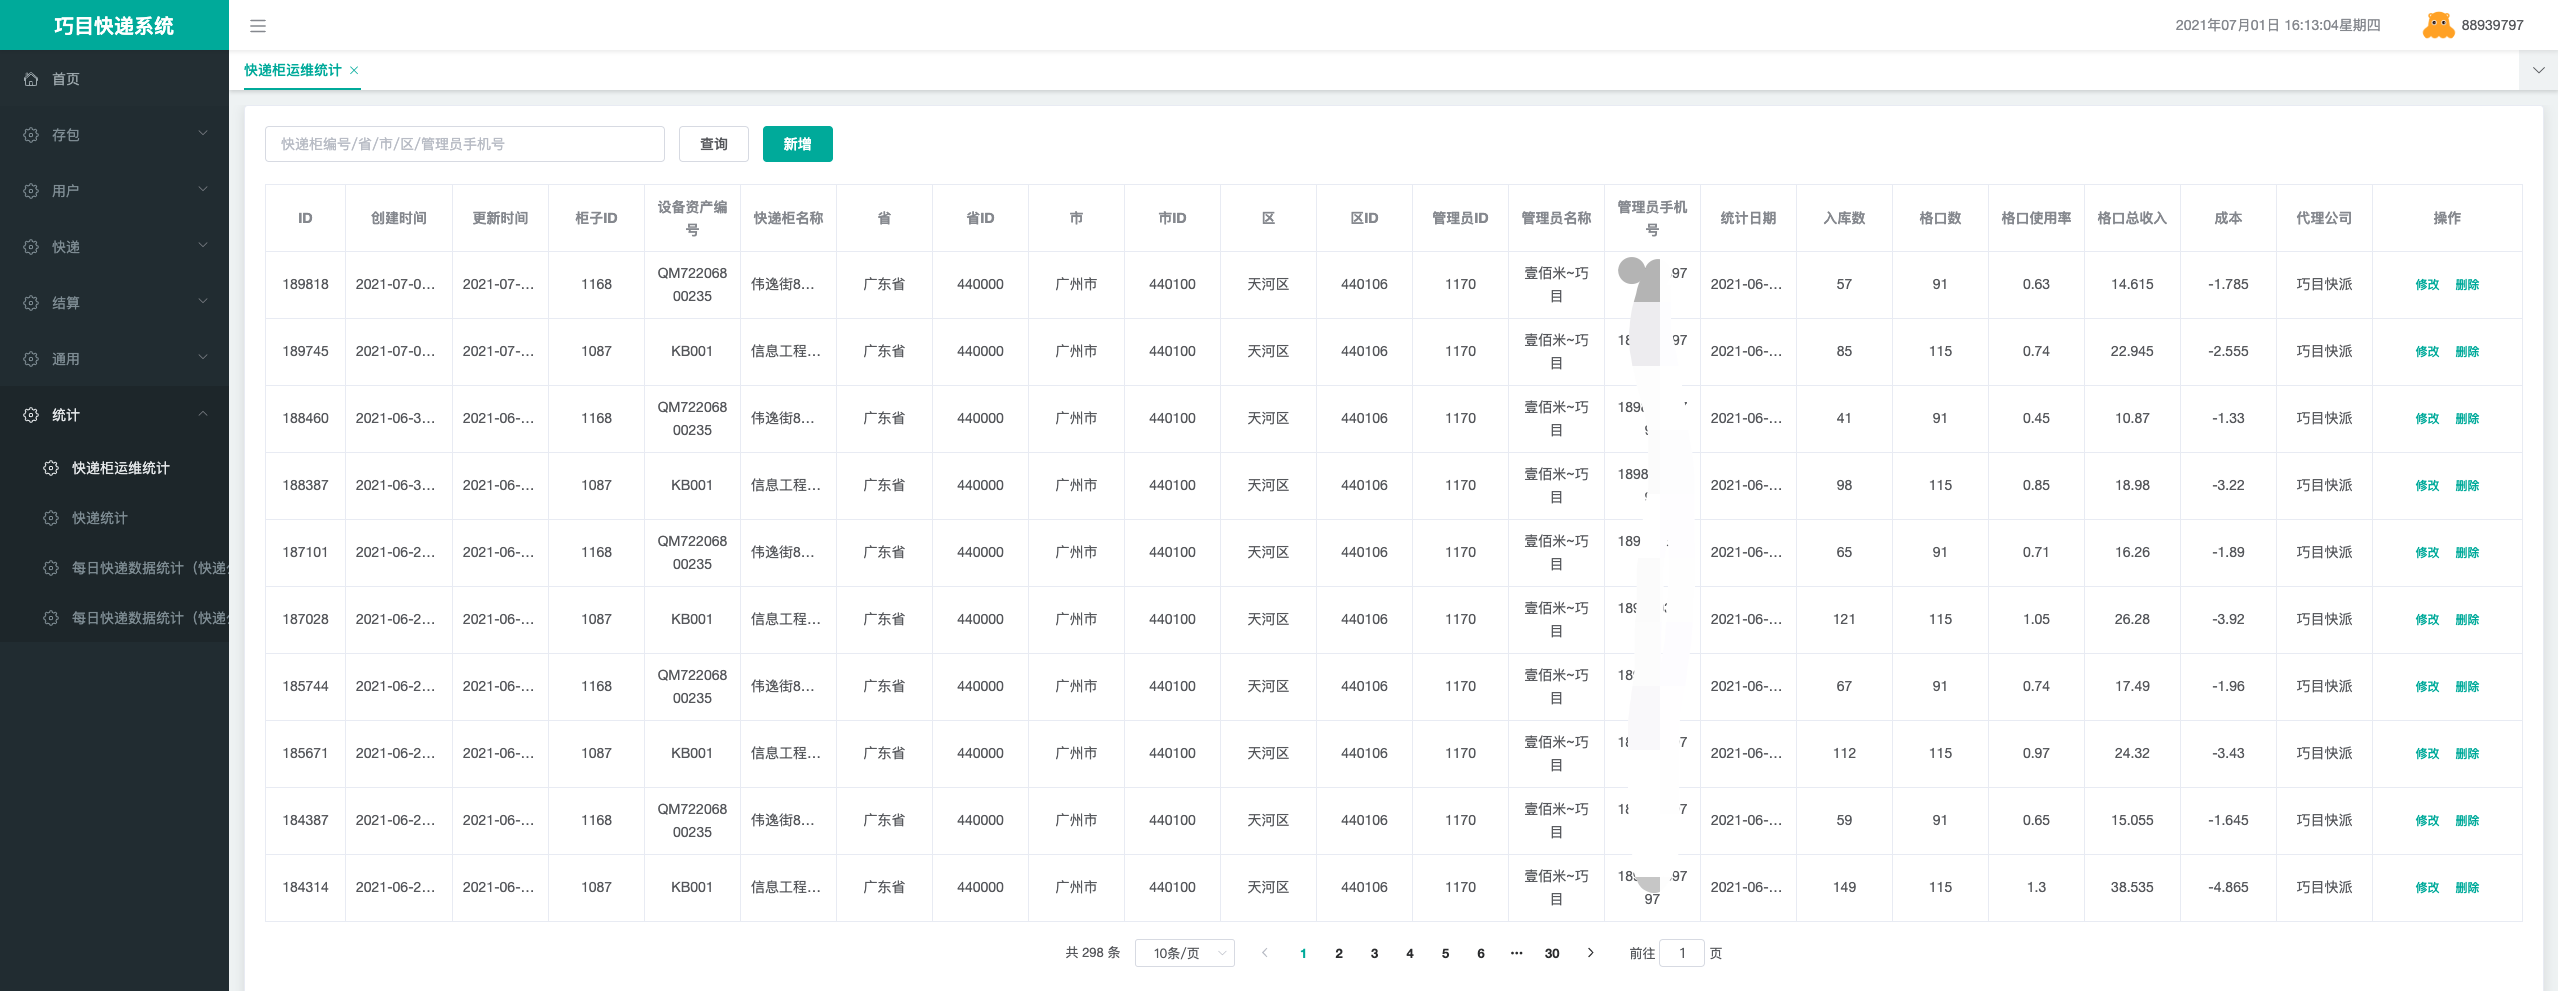 巧目快递系统
2021年07月01日 16:13:04星期四
88939797
首页
存包
用户
快递
结算
通用
统计
快递柜运维统计
快递统计
每日快递数据统计（快递
每日快递数据统计（快递
快递柜运维统计 ×
快递柜编号/省/市/区/管理员手机号 查询 新增
ID 创建时间 更新时间 柜子ID 设备资产编号 快递柜名称 省 省ID 市 市ID 区 区ID 管理员ID 管理员名称 管理员手机号 统计日期 入库数 格口数 格口使用率 格口总收入 成本 代理公司 操作
189818 2021-07-0... 2021-07-... 1168 QM72206800235 伟逸街8... 广东省 440000 广州市 440100 天河区 440106 1170 壹佰米~巧目 97 2021-06-... 57 91 0.63 14.615 -1.785 巧目快派 修改 删除
189745 2021-07-0... 2021-07-... 1087 KB001 信息工程... 广东省 440000 广州市 440100 天河区 440106 1170 壹佰米~巧目 18 97 2021-06-... 85 115 0.74 22.945 -2.555 巧目快派 修改 删除
188460 2021-06-3... 2021-06-... 1168 QM72206800235 伟逸街8... 广东省 440000 广州市 440100 天河区 440106 1170 壹佰米~巧目 189 2021-06-... 41 91 0.45 10.87 -1.33 巧目快派 修改 删除
188387 2021-06-3... 2021-06-... 1087 KB001 信息工程... 广东省 440000 广州市 440100 天河区 440106 1170 壹佰米~巧目 1898 2021-06-... 98 115 0.85 18.98 -3.22 巧目快派 修改 删除
187101 2021-06-2... 2021-06-... 1168 QM72206800235 伟逸街8... 广东省 440000 广州市 440100 天河区 440106 1170 壹佰米~巧目 189 2021-06-... 65 91 0.71 16.26 -1.89 巧目快派 修改 删除
187028 2021-06-2... 2021-06-... 1087 KB001 信息工程... 广东省 440000 广州市 440100 天河区 440106 1170 壹佰米~巧目 189 2021-06-... 121 115 1.05 26.28 -3.92 巧目快派 修改 删除
185744 2021-06-2... 2021-06-... 1168 QM72206800235 伟逸街8... 广东省 440000 广州市 440100 天河区 440106 1170 壹佰米~巧目 18 2021-06-... 67 91 0.74 17.49 -1.96 巧目快派 修改 删除
185671 2021-06-2... 2021-06-... 1087 KB001 信息工程... 广东省 440000 广州市 440100 天河区 440106 1170 壹佰米~巧目 18 7 2021-06-... 112 115 0.97 24.32 -3.43 巧目快派 修改 删除
184387 2021-06-2... 2021-06-... 1168 QM72206800235 伟逸街8... 广东省 440000 广州市 440100 天河区 440106 1170 壹佰米~巧目 18 7 2021-06-... 59 91 0.65 15.055 -1.645 巧目快派 修改 删除
184314 2021-06-2... 2021-06-... 1087 KB001 信息工程... 广东省 440000 广州市 440100 天河区 440106 1170 壹佰米~巧目 189 97 97 2021-06-... 149 115 1.3 38.535 -4.865 巧目快派 修改 删除
共 298 条 10条/页 < 1 2 3 4 5 6 ··· 30 > 前往 1 页